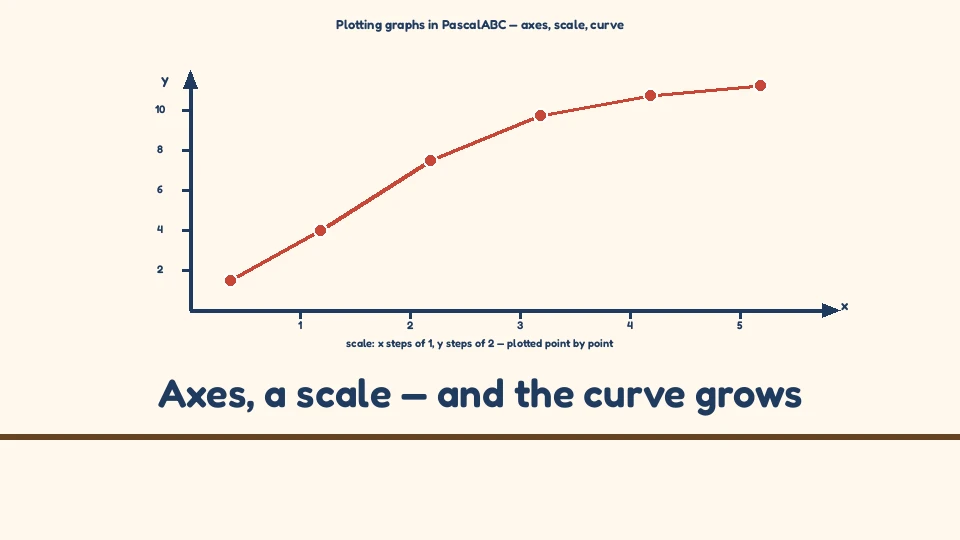 Plotting graphs in PascalABC — axes, scale, curve
y
10
8
6
4
2
x
1 2 3 4 5
scale: x steps of 1, y steps of 2 — plotted point by point
Axes, a scale — and the curve grows